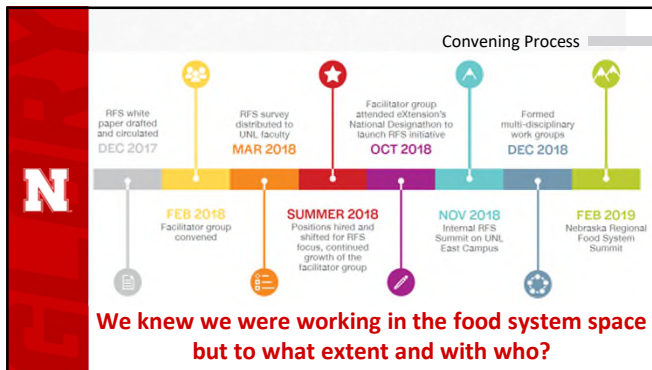 Convening Process
RFS white
paper drafted
and circulated
DEC 2017
RFS survey
distributed to
UNL faculty
MAR 2018
Facilitator group
attended eXtension's
National Designathon to
launch RFS initiative
OCT 2018
Formed
multi-disciplinary
work groups
DEC 2018
FEB 2018
Facilitator group
convened
SUMMER 2018
Positions hired and
shifted for RFS
focus, continued
growth of the
facilitator group
NOV 2018
Internal RFS
Summit on UNL
East Campus
FEB 2019
Nebraska Regional
Food System
Summit
GLORY
N
We knew we were working in the food system space
but to what extent and with who?